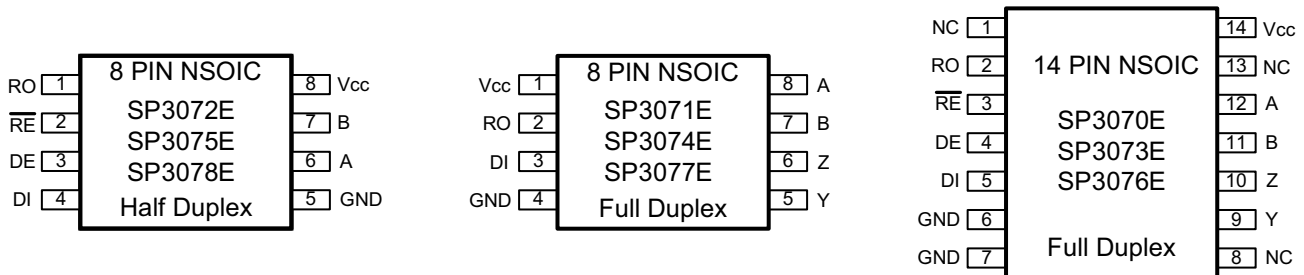 RO 1 8 PIN NSOIC 8 Vcc
RE 2 SP3072E 7 B
DE 3 SP3075E 6 A
SP3078E
DI 4 Half Duplex 5 GND
Vcc 1 8 PIN NSOIC 8 A
RO 2 SP3071E 7 B
DI 3 SP3074E 6 Z
SP3077E
GND 4 Full Duplex 5 Y
NC 1 14 Vcc
RO 2 14 PIN NSOIC 13 NC
RE 3 12 A
SP3070E
DE 4 SP3073E 11 B
DI 5 SP3076E 10 Z
GND 6 9 Y
Full Duplex
GND 7 8 NC